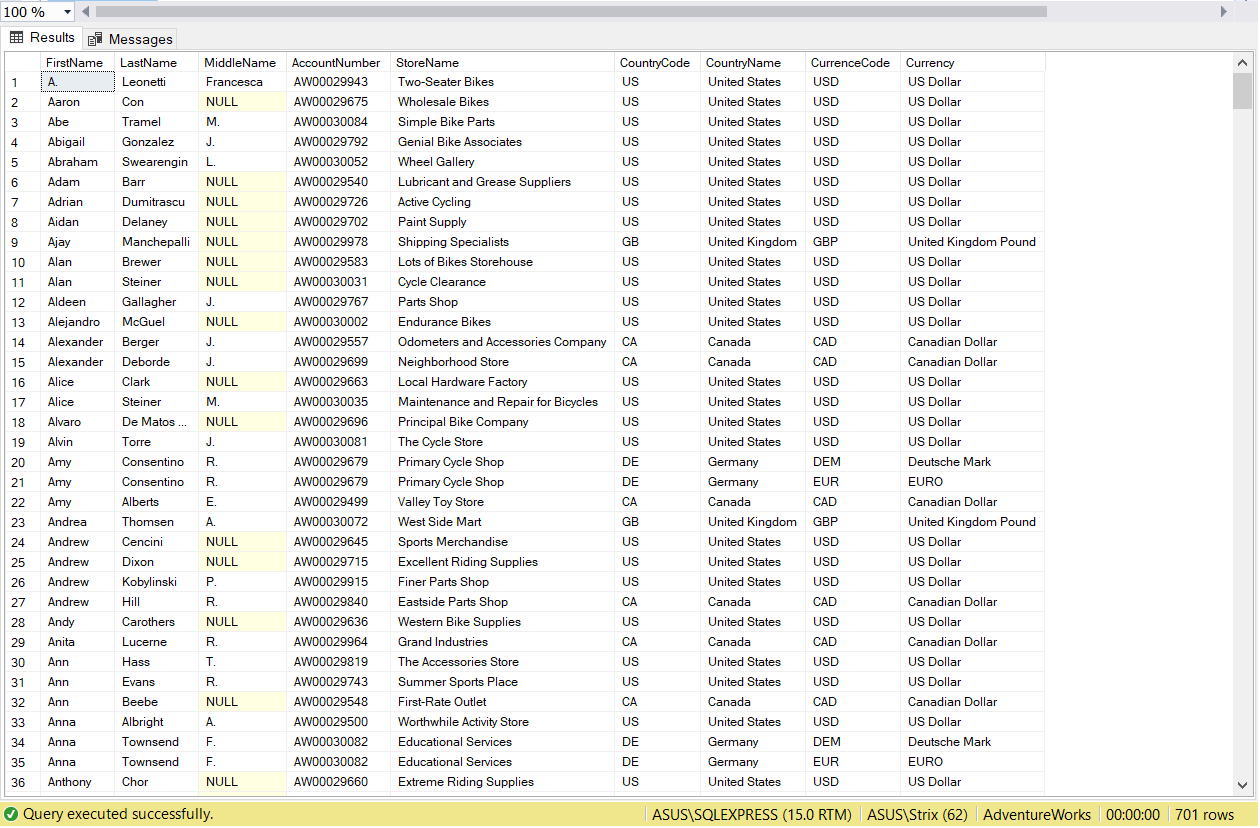 100 %
Results Messages
FirstName LastName MiddleName AccountNumber StoreName CountryCode CountryName CurrenceCode Currency
1 A. Leonetti Francesca AW00029943 Two-Seater Bikes US United States USD US Dollar
2 Aaron Con NULL AW00029675 Wholesale Bikes US United States USD US Dollar
3 Abe Tramel M. AW00030084 Simple Bike Parts US United States USD US Dollar
4 Abigail Gonzalez J. AW00029792 Genial Bike Associates US United States USD US Dollar
5 Abraham Swearengin L. AW00030052 Wheel Gallery US United States USD US Dollar
6 Adam Barr NULL AW00029540 Lubricant and Grease Suppliers US United States USD US Dollar
7 Adrian Dumitrascu NULL AW00029726 Active Cycling US United States USD US Dollar
8 Aidan Delaney NULL AW00029702 Paint Supply US United States USD US Dollar
9 Ajay Manchepalli NULL AW00029978 Shipping Specialists GB United Kingdom GBP United Kingdom Pound
10 Alan Brewer NULL AW00029583 Lots of Bikes Storehouse US United States USD US Dollar
11 Alan Steiner NULL AW00030031 Cycle Clearance US United States USD US Dollar
12 Aldeen Gallagher J. AW00029767 Parts Shop US United States USD US Dollar
13 Alejandro McGuel NULL AW00030002 Endurance Bikes US United States USD US Dollar
14 Alexander Berger J. AW00029557 Odometers and Accessories Company CA Canada CAD Canadian Dollar
15 Alexander Deborde J. AW00029699 Neighborhood Store CA Canada CAD Canadian Dollar
16 Alice Clark NULL AW00029663 Local Hardware Factory US United States USD US Dollar
17 Alice Steiner M. AW00030035 Maintenance and Repair for Bicycles US United States USD US Dollar
18 Alvaro De Matos ... NULL AW00029696 Principal Bike Company US United States USD US Dollar
19 Alvin Torre J. AW00030081 The Cycle Store US United States USD US Dollar
20 Amy Consentino R. AW00029679 Primary Cycle Shop DE Germany DEM Deutsche Mark
21 Amy Consentino R. AW00029679 Primary Cycle Shop DE Germany EUR EURO
22 Amy Alberts E. AW00029499 Valley Toy Store CA Canada CAD Canadian Dollar
23 Andrea Thomsen A. AW00030072 West Side Mart GB United Kingdom GBP United Kingdom Pound
24 Andrew Cencini NULL AW00029645 Sports Merchandise US United States USD US Dollar
25 Andrew Dixon NULL AW00029715 Excellent Riding Supplies US United States USD US Dollar
26 Andrew Kobylinski P. AW00029915 Finer Parts Shop US United States USD US Dollar
27 Andrew Hill R. AW00029840 Eastside Parts Shop CA Canada CAD Canadian Dollar
28 Andy Carothers NULL AW00029636 Western Bike Supplies US United States USD US Dollar
29 Anita Lucerne R. AW00029964 Grand Industries CA Canada CAD Canadian Dollar
30 Ann Hass T. AW00029819 The Accessories Store US United States USD US Dollar
31 Ann Evans R. AW00029743 Summer Sports Place US United States USD US Dollar
32 Ann Beebe NULL AW00029548 First-Rate Outlet CA Canada CAD Canadian Dollar
33 Anna Albright A. AW00029500 Worthwhile Activity Store US United States USD US Dollar
34 Anna Townsend F. AW00030082 Educational Services DE Germany DEM Deutsche Mark
35 Anna Townsend F. AW00030082 Educational Services DE Germany EUR EURO
36 Anthony Chor NULL AW00029660 Extreme Riding Supplies US United States USD US Dollar
Query executed successfully. ASUS\SQLEXPRESS (15.0 RTM) ASUS\Strix (62) AdventureWorks 00:00:00 701 rows